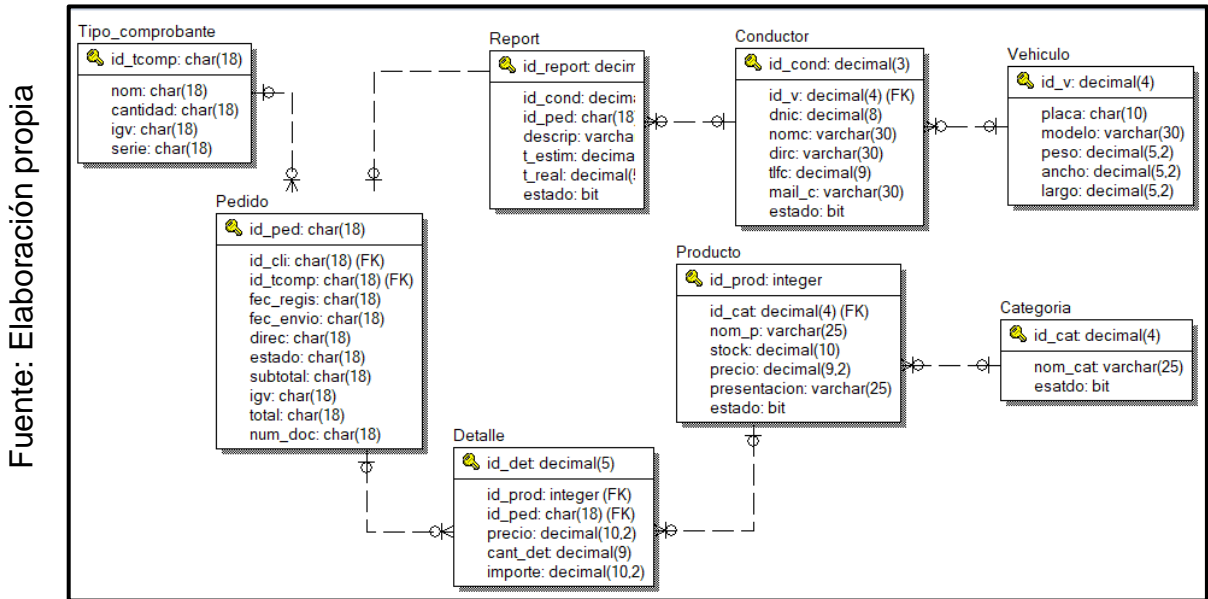 Fuente: Elaboración propia
Tipo_comprobante
id_tcomp: char(18)
nom: char(18)
cantidad: char(18)
igv: char(18)
serie: char(18)
Report
id_report: decim
id_cond: decima
id_ped: char(18)
descrip: varcha
t_estim: decima
t_real: decimal(
estado: bit
Conductor
id_cond: decimal(3)
id_v: decimal(4) (FK)
dnic: decimal(8)
nomc: varchar(30)
dirc: varchar(30)
tlfc: decimal(9)
mail_c: varchar(30)
estado: bit
Vehiculo
id_v: decimal(4)
placa: char(10)
modelo: varchar(30)
peso: decimal(5,2)
ancho: decimal(5,2)
largo: decimal(5,2)
Pedido
id_ped: char(18)
id_cli: char(18) (FK)
id_tcomp: char(18) (FK)
fec_regis: char(18)
fec_envio: char(18)
direc: char(18)
estado: char(18)
subtotal: char(18)
igv: char(18)
total: char(18)
num_doc: char(18)
Producto
id_prod: integer
id_cat: decimal(4) (FK)
nom_p: varchar(25)
stock: decimal(10)
precio: decimal(9,2)
presentacion: varchar(25)
estado: bit
Categoria
id_cat: decimal(4)
nom_cat: varchar(25)
esatdo: bit
Detalle
id_det: decimal(5)
id_prod: integer (FK)
id_ped: char(18) (FK)
precio: decimal(10,2)
cant_det: decimal(9)
importe: decimal(10,2)